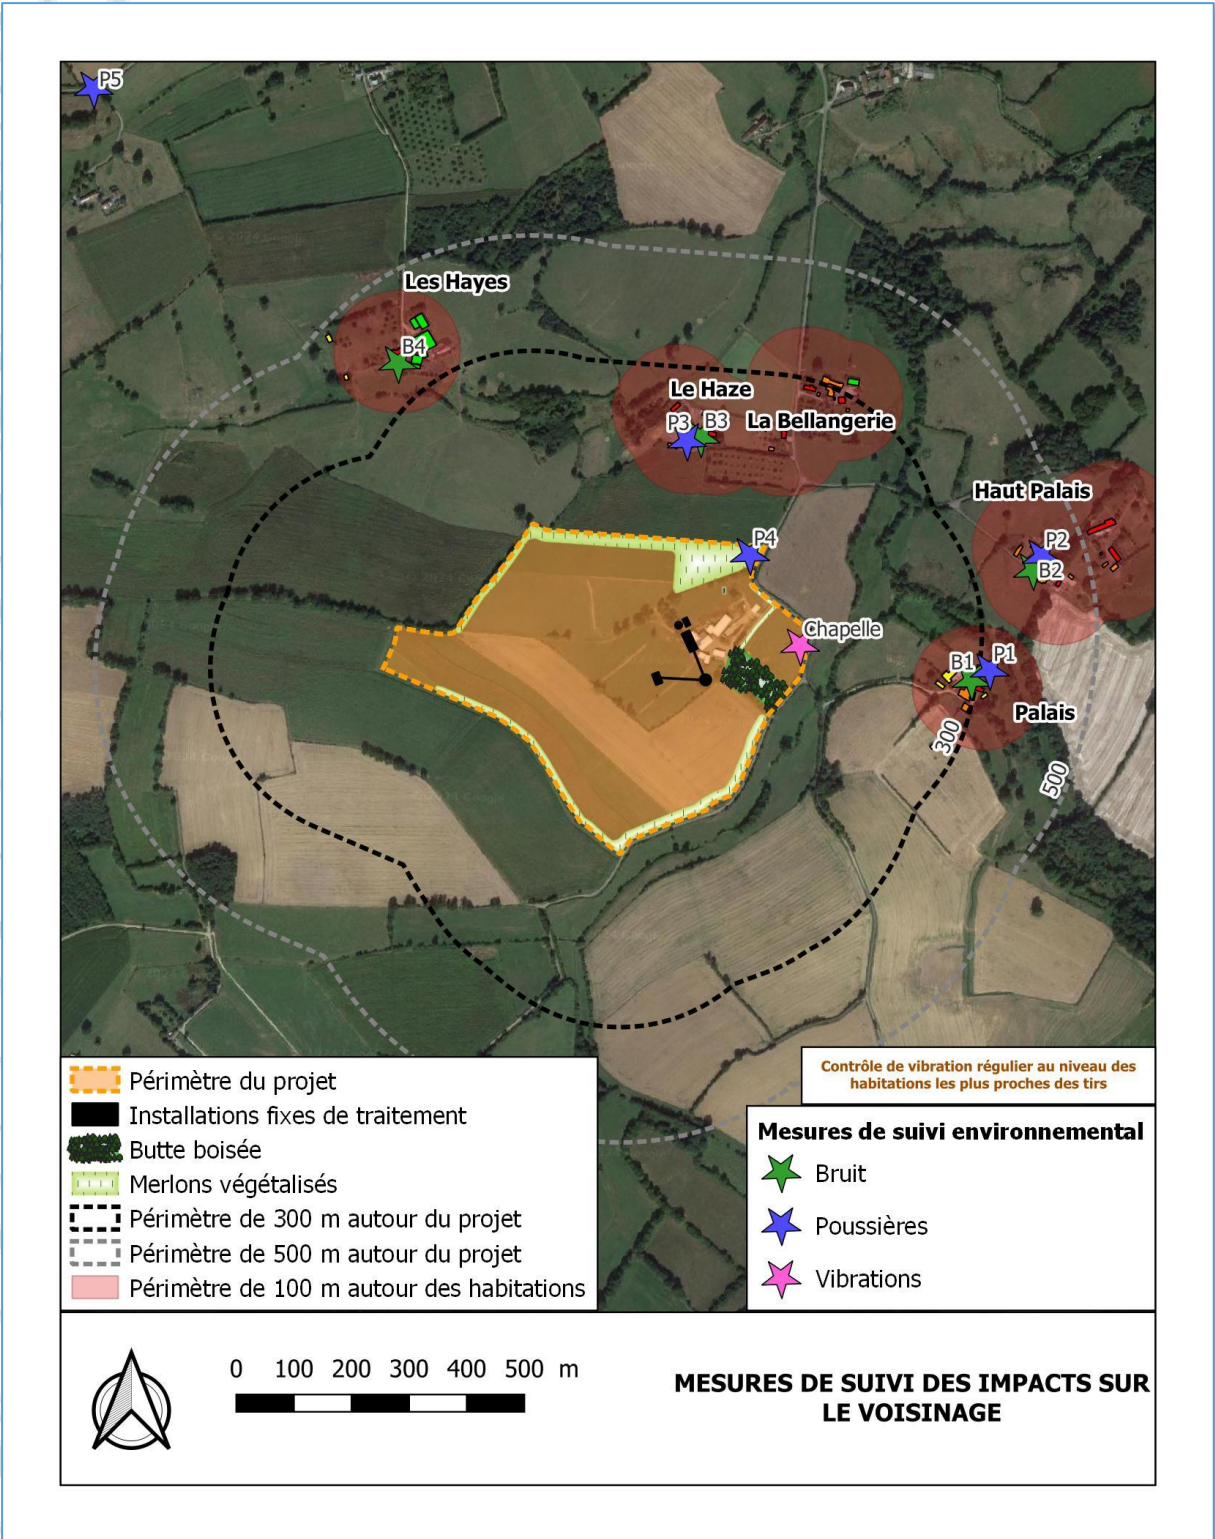 P5
Les Hayes
B4
Le Haze
P3
B3
La Bellangerie
Haut Palais
P2
B2
P4
Chapelle
B1
P1
Palais
300
500
Périmètre du projet
Installations fixes de traitement
Butte boisée
Merlons végétalisés
Périmètre de 300 m autour du projet
Périmètre de 500 m autour du projet
Périmètre de 100 m autour des habitations
Contrôle de vibration régulier au niveau des
habitations les plus proches des tirs
Mesures de suivi environnemental
Bruit
Poussières
Vibrations
0 100 200 300 400 500 m
MESURES DE SUIVI DES IMPACTS SUR
LE VOISINAGE